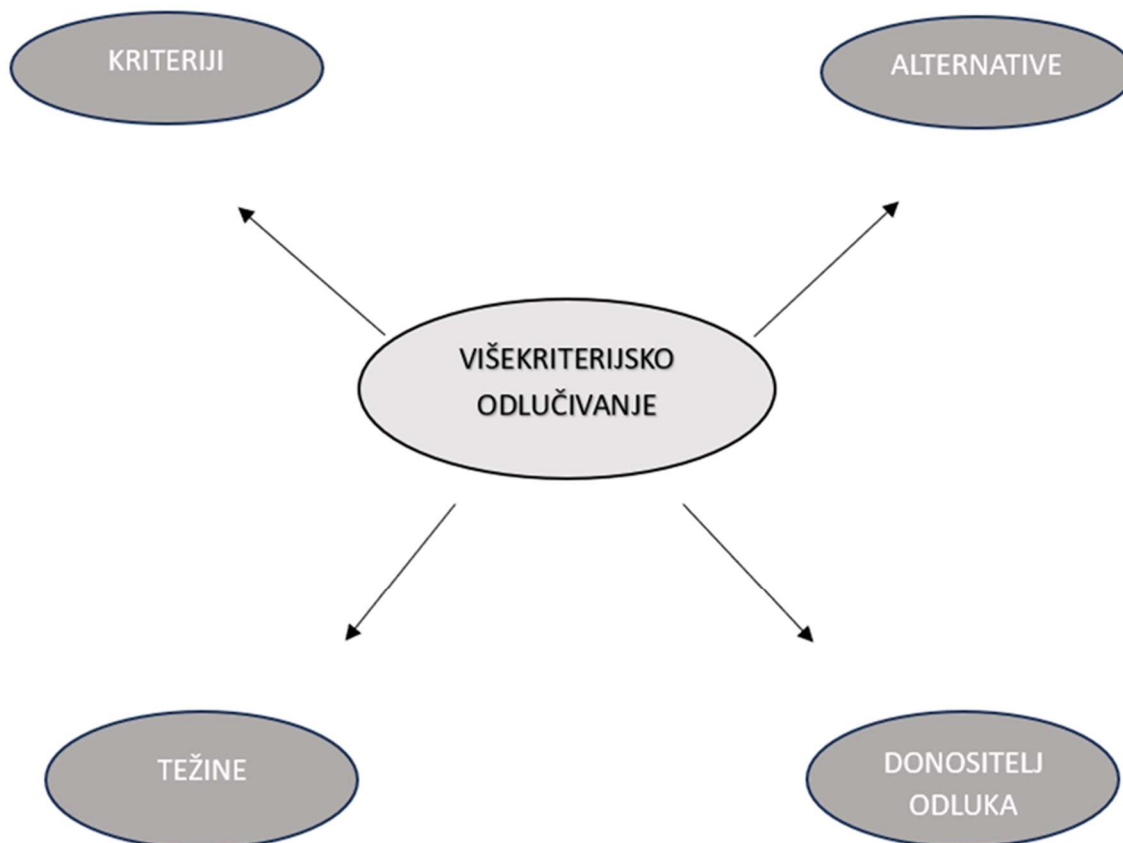 KRITERIJI
ALTERNATIVE
VIŠEKRITERIJSKO
ODLUČIVANJE
TEŽINE
DONOSITELJ
ODLUKA